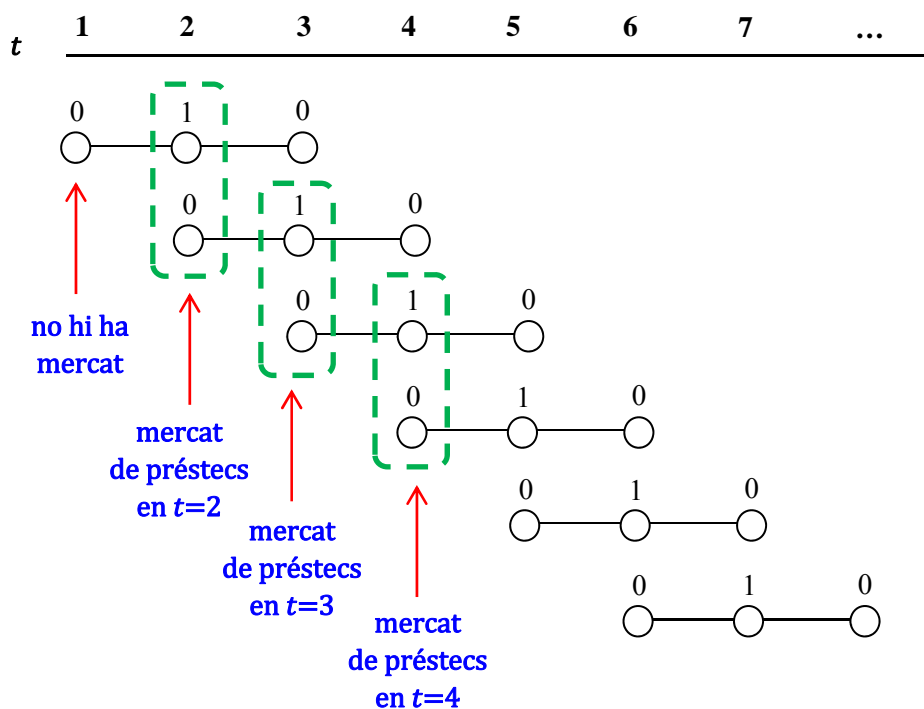 t 1 2 3 4 5 6 7 ...
0 1 0
0 1 0
0 1 0
no hi ha
mercat
0 1 0
mercat
de préstecs
en t=2
0 1 0
mercat
de préstecs
en t=3
0 1 0
mercat
de préstecs
en t=4